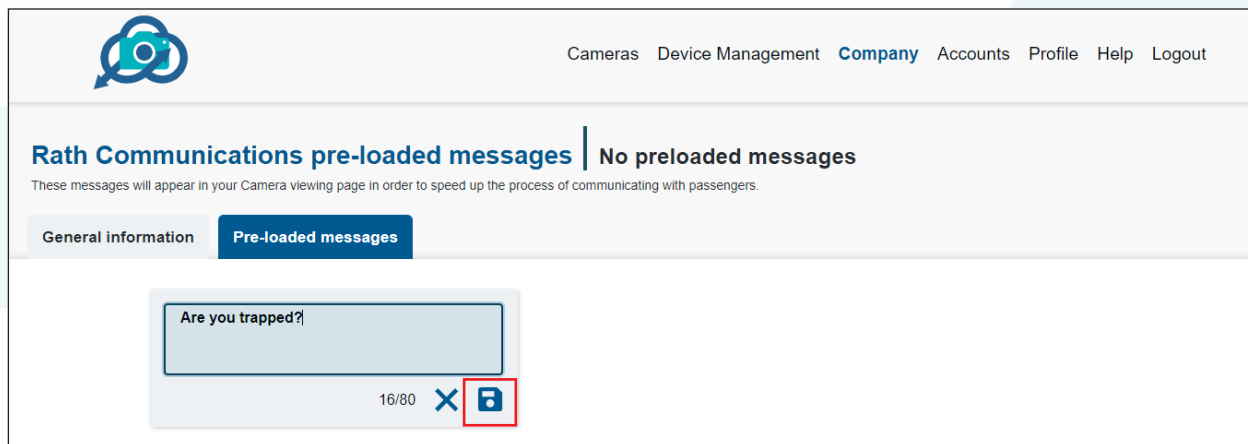 Cameras Device Management Company Accounts Profile Help Logout
Rath Communications pre-loaded messages No preloaded messages
These messages will appear in your Camera viewing page in order to speed up the process of communicating with passengers.
General information Pre-loaded messages
Are you trapped?
16/80